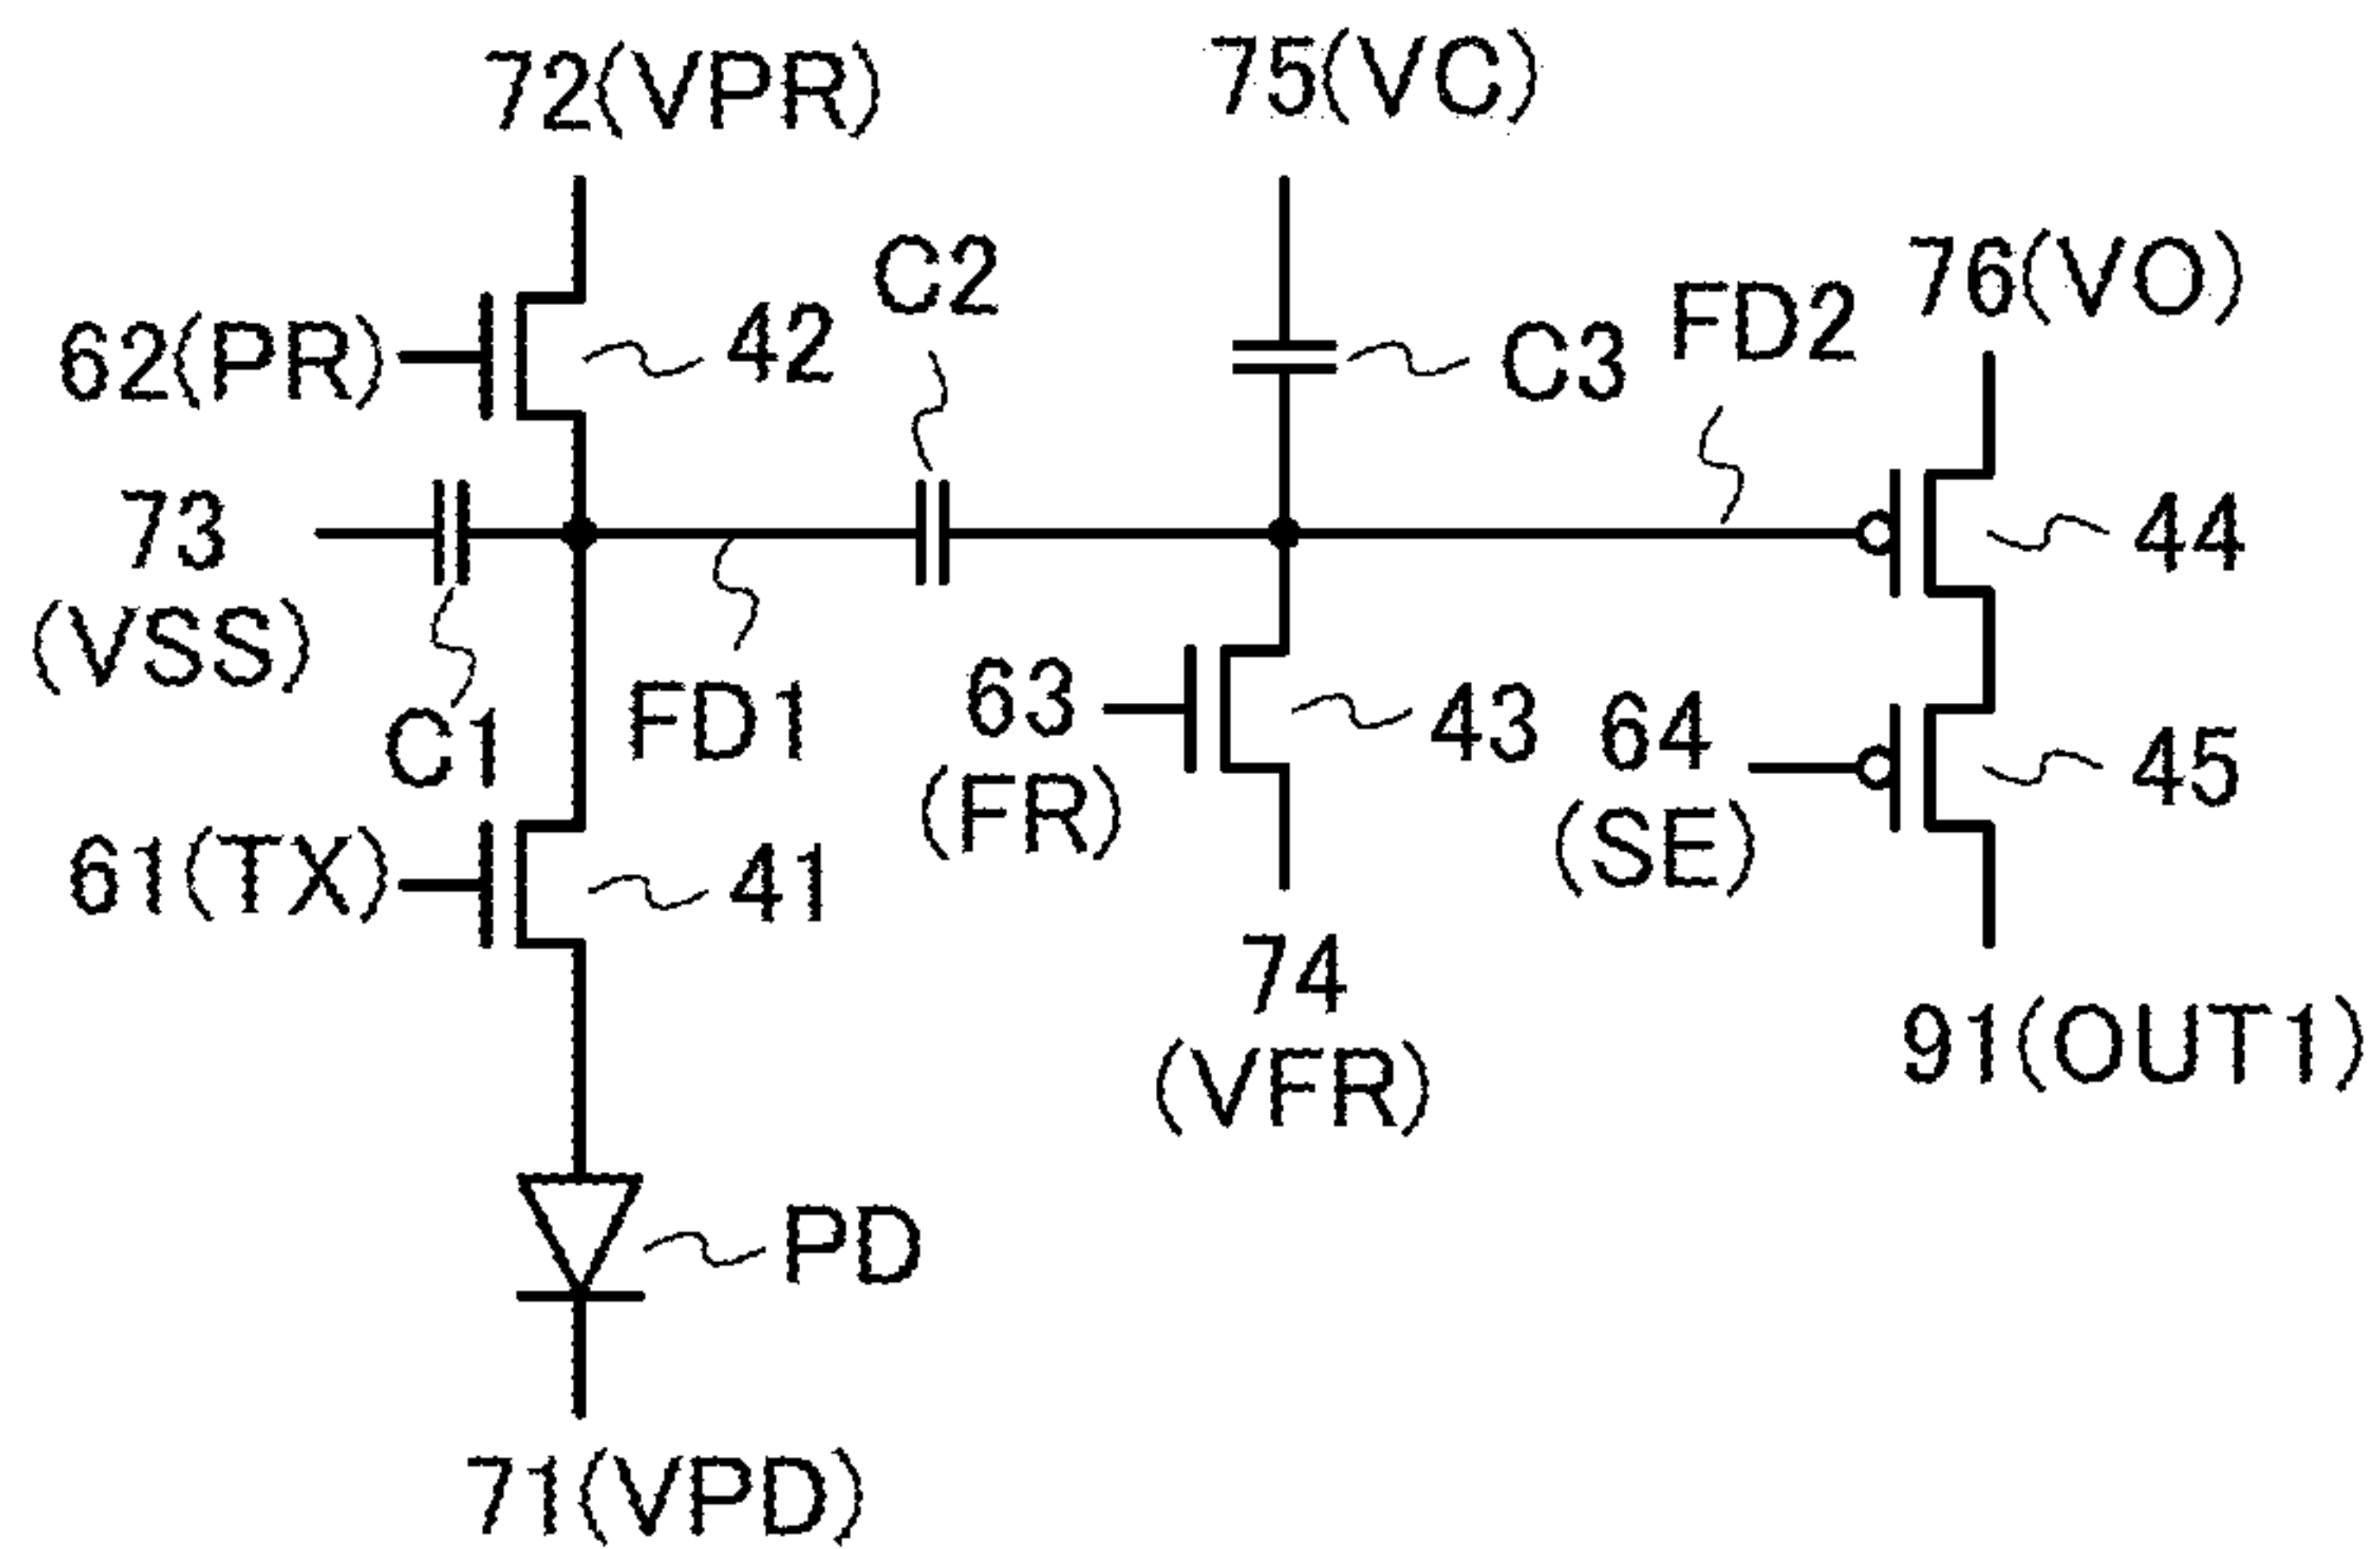 72(VPR)
75(VC)
C2
76(VO)
FD2
62(PR)
42
C3
73
(VSS)
44
C1
FD1
63
(FR)
43
64
(SE)
45
61(TX)
41
74
(VFR)
91(OUT1)
PD
71(VPD)